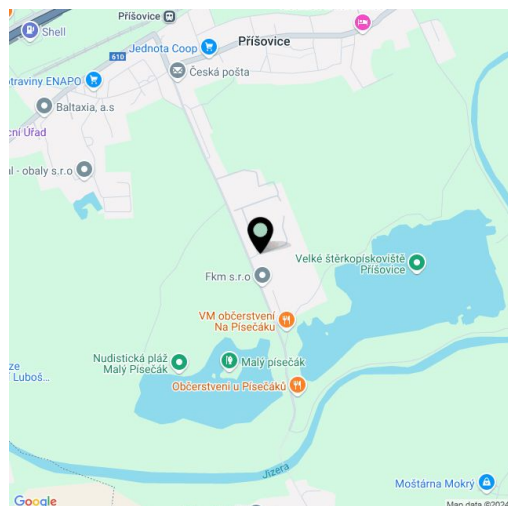 Příšovice
Shell
Jednota Coop
Příšovice
610
otraviny ENAPO
Česká pošta
Baltaxia, a.s
cní Úřad
al - obaly s.r.o
Velké štěrkopískoviště
Příšovice
Fkm s.r.o
VM občerstvení
Na Písečáku
Nudistická pláž
Malý Písečák
Malý písečák
ze
Luboš...
Občerstvení u Písečáků
Jizera
Moštárna Mokrý
Google
Map data ©2024